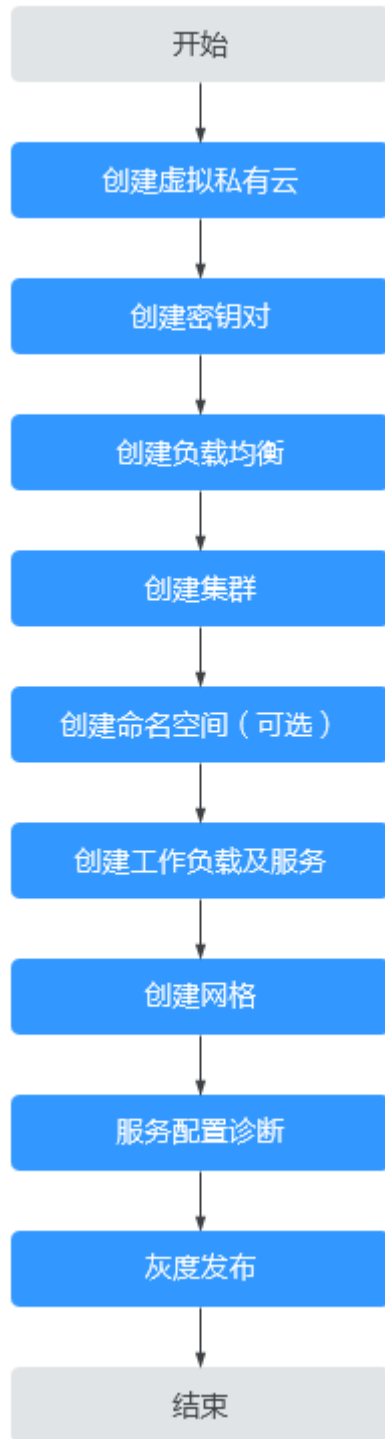 开始
创建虚拟私有云
创建密钥对
创建负载均衡
创建集群
创建命名空间（可选）
创建工作负载及服务
创建网格
服务配置诊断
灰度发布
结束